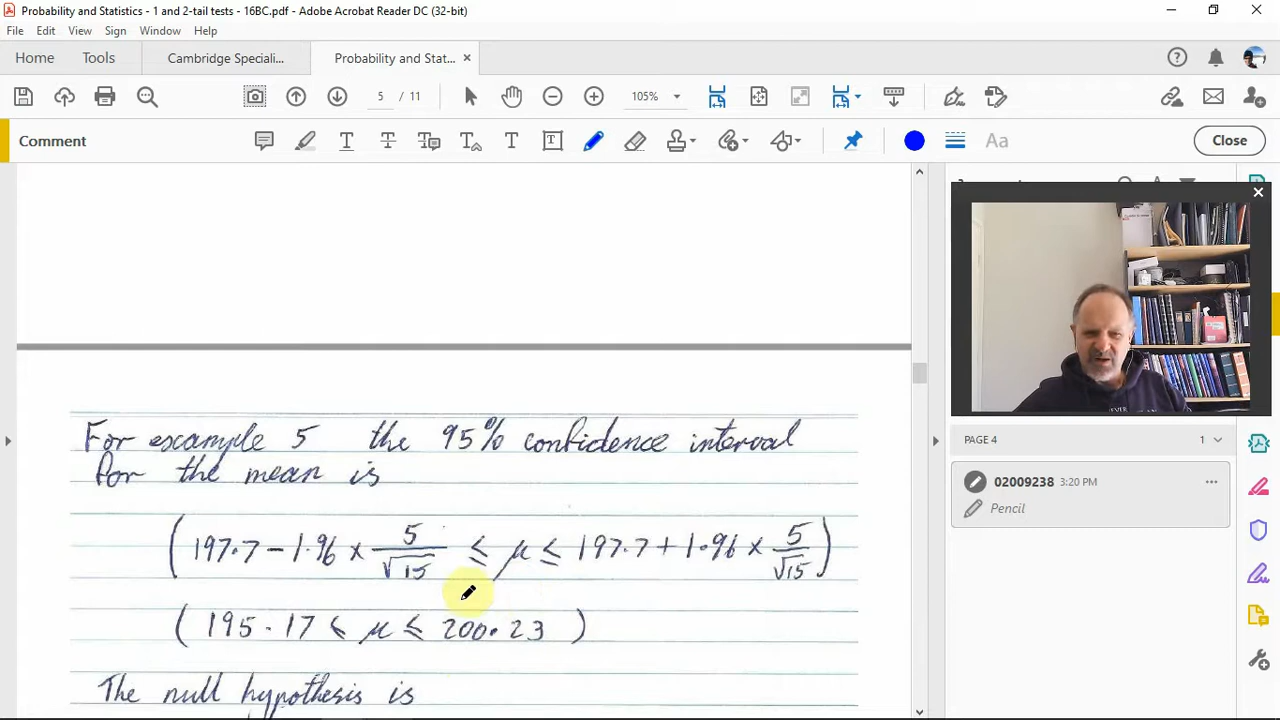 Probability and Statistics - 1 and 2-tail tests - 16BC.pdf - Adobe Acrobat Reader DC (32-bit)
File Edit View Sign Window Help
Home Tools Cambridge Speciali... Probability and Stat... ×
5 / 11 105%
Comment Aa Close
For example 5 the 95% confidence interval
for the mean is
(197.7 - 1.96 × 5/√15 ≤ μ ≤ 197.7 + 1.96 × 5/√15)
(195.17 ≤ μ ≤ 200.23)
The null hypothesis is
PAGE 4 1
02009238 3:20 PM
Pencil